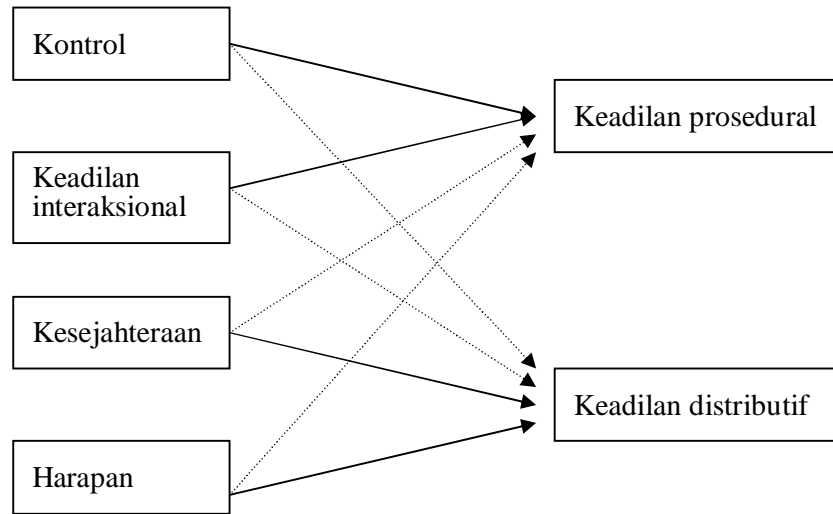 Kontrol
Keadilan prosedural
Keadilan
interaksional
Kesejahteraan
Keadilan distributif
Harapan